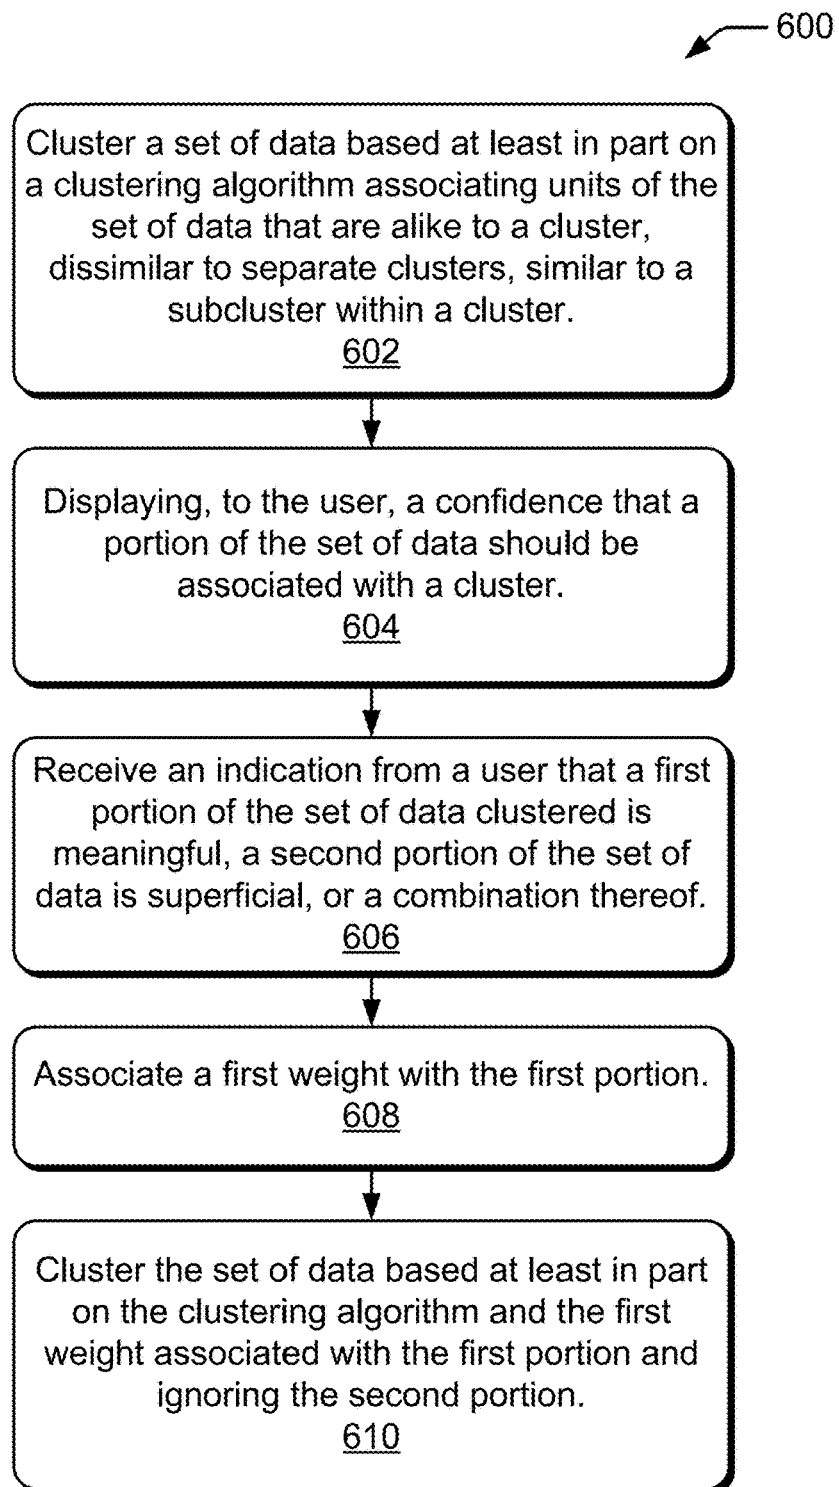 600
Cluster a set of data based at least in part on
a clustering algorithm associating units of the
set of data that are alike to a cluster,
dissimilar to separate clusters, similar to a
subcluster within a cluster.
602
Displaying, to the user, a confidence that a
portion of the set of data should be
associated with a cluster.
604
Receive an indication from a user that a first
portion of the set of data clustered is
meaningful, a second portion of the set of
data is superficial, or a combination thereof.
606
Associate a first weight with the first portion.
608
Cluster the set of data based at least in part
on the clustering algorithm and the first
weight associated with the first portion and
ignoring the second portion.
610